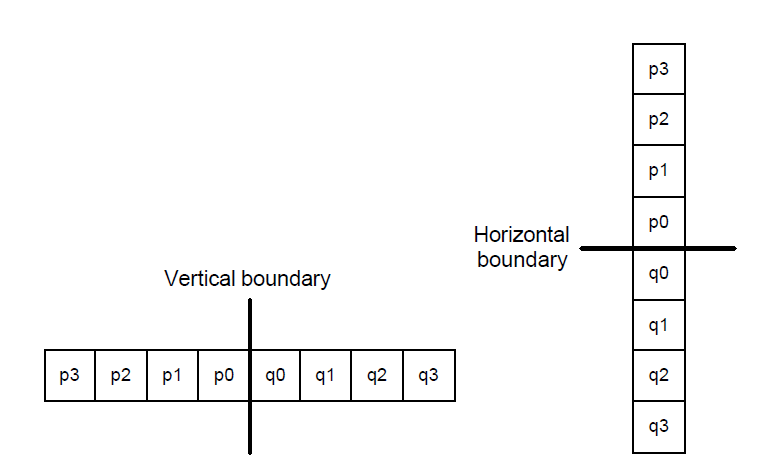 Vertical boundary
p3 p2 p1 p0 q0 q1 q2 q3
Horizontal
boundary
p3
p2
p1
p0
q0
q1
q2
q3